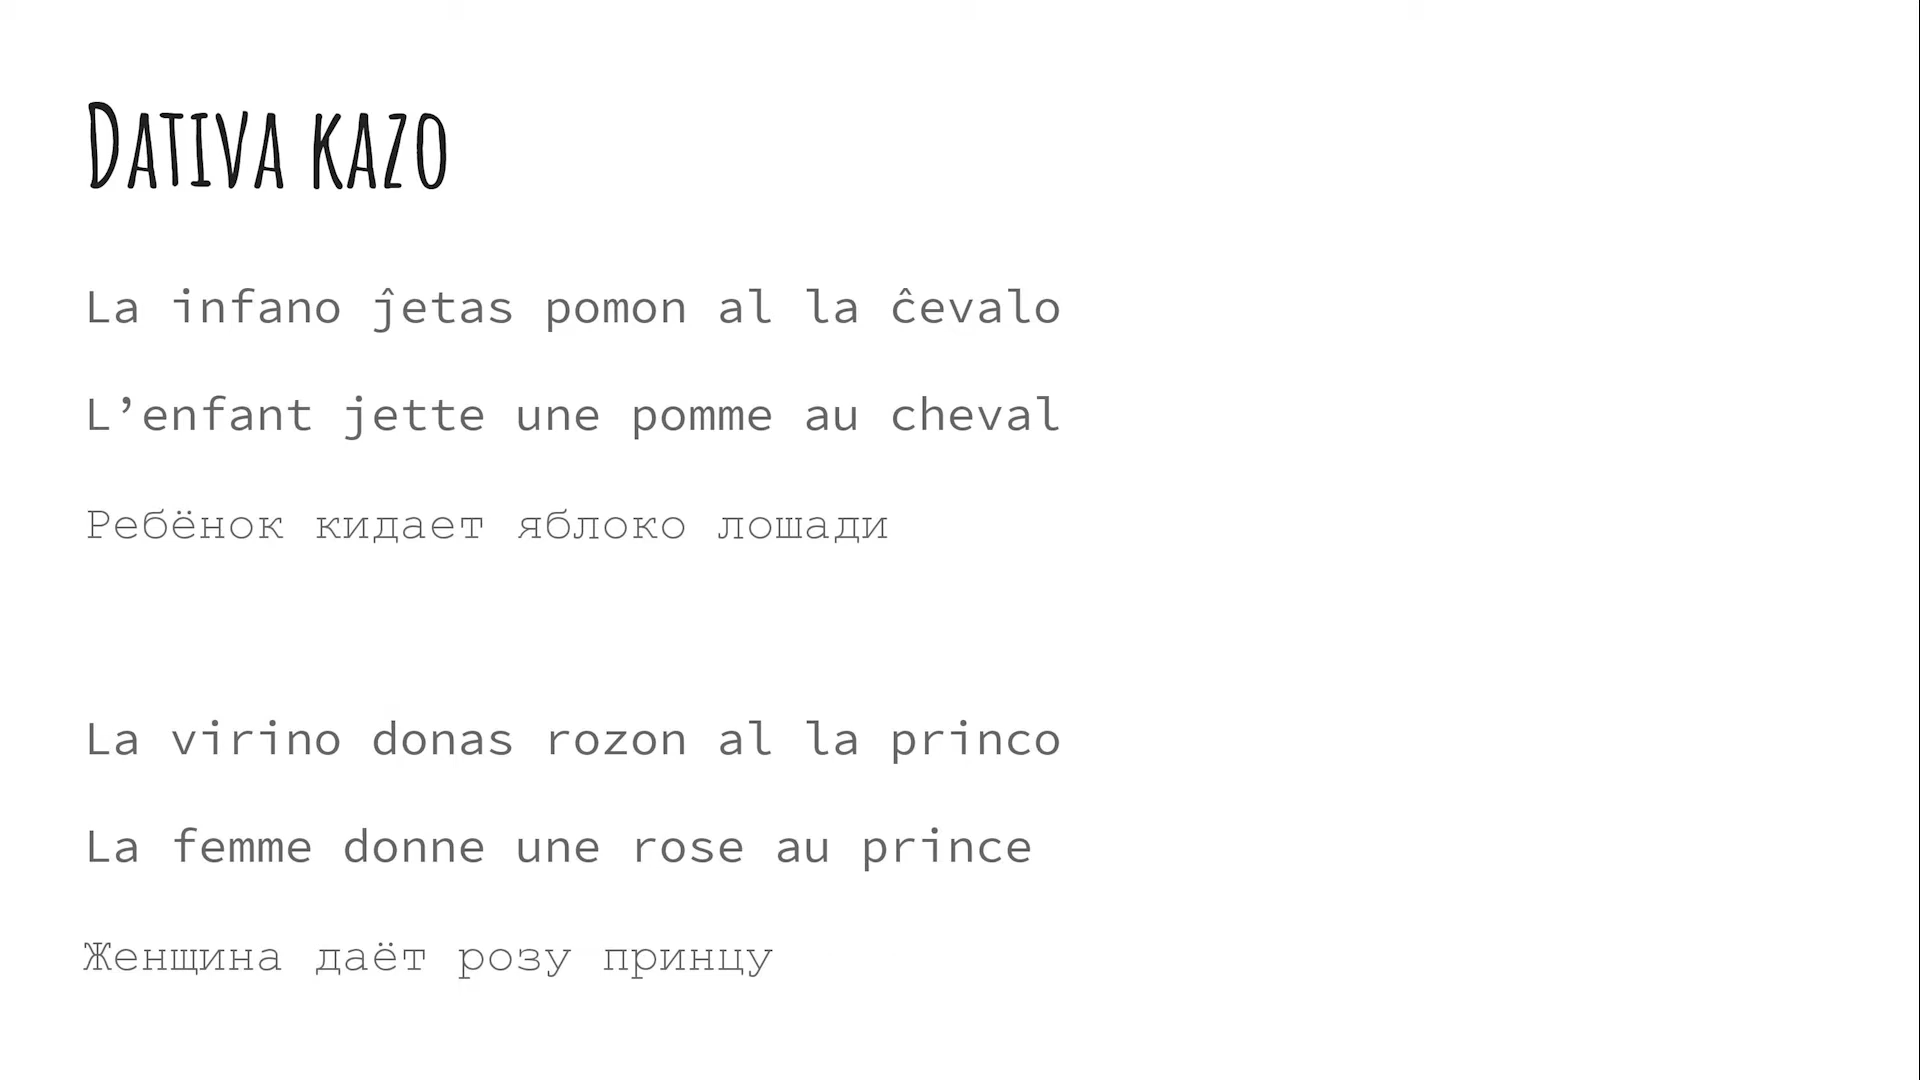 Dativa kazo
La infano ĵetas pomon al la ĉevalo
L’enfant jette une pomme au cheval
Ребёнок кидает яблоко лошади
La virino donas rozon al la princo
La femme donne une rose au prince
Женщина даёт розу принцу